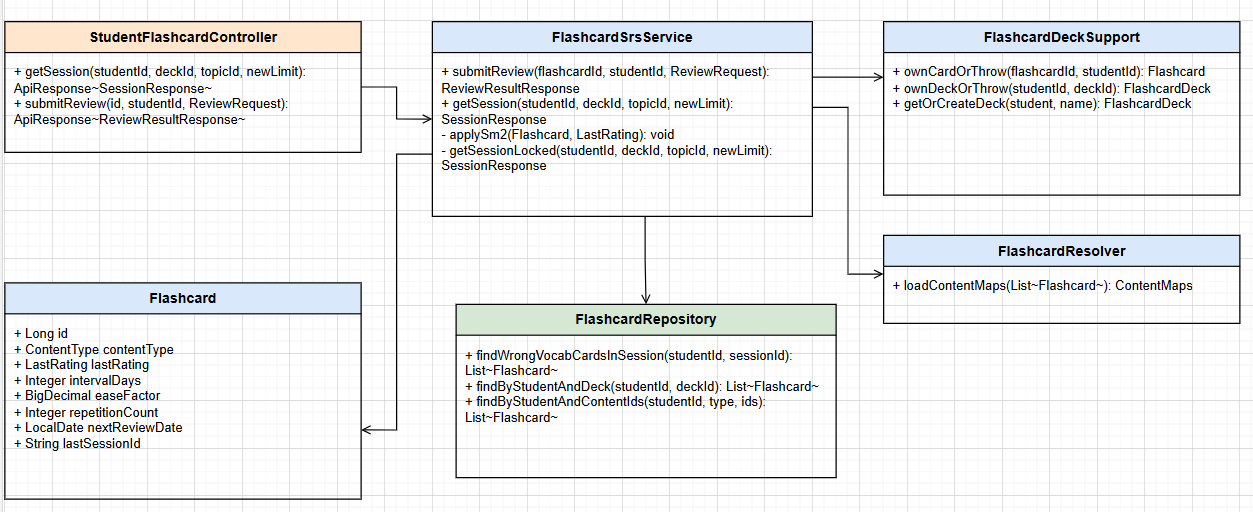 StudentFlashcardController
+ getSession(studentId, deckId, topicId, newLimit):
ApiResponse~SessionResponse~
+ submitReview(id, studentId, ReviewRequest):
ApiResponse~ReviewResultResponse~
FlashcardSrsService
+ submitReview(flashcardId, studentId, ReviewRequest):
ReviewResultResponse
+ getSession(studentId, deckId, topicId, newLimit):
SessionResponse
- applySm2(Flashcard, LastRating): void
- getSessionLocked(studentId, deckId, topicId, newLimit):
SessionResponse
FlashcardDeckSupport
+ ownCardOrThrow(flashcardId, studentId): Flashcard
+ ownDeckOrThrow(studentId, deckId): FlashcardDeck
+ getOrCreateDeck(student, name): FlashcardDeck
FlashcardResolver
+ loadContentMaps(List~Flashcard~): ContentMaps
Flashcard
+ Long id
+ ContentType contentType
+ LastRating lastRating
+ Integer intervalDays
+ BigDecimal easeFactor
+ Integer repetitionCount
+ LocalDate nextReviewDate
+ String lastSessionId
FlashcardRepository
+ findWrongVocabCardsInSession(studentId, sessionId):
List~Flashcard~
+ findByStudentAndDeck(studentId, deckId): List~Flashcard~
+ findByStudentAndContentIds(studentId, type, ids):
List~Flashcard~